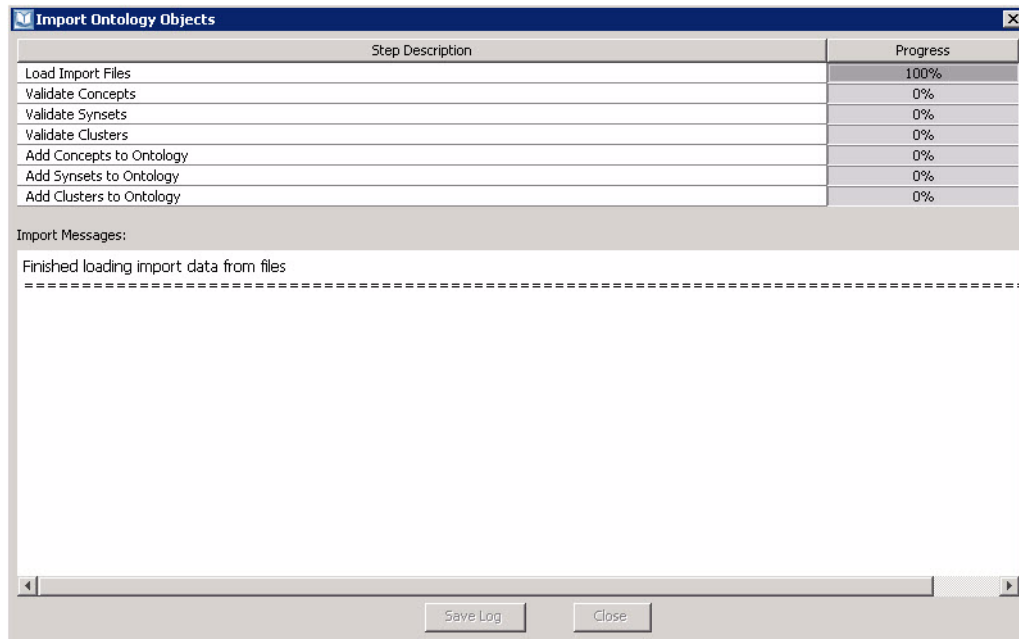 Import Ontology Objects
Step Description Progress
Load Import Files 100%
Validate Concepts 0%
Validate Synsets 0%
Validate Clusters 0%
Add Concepts to Ontology 0%
Add Synsets to Ontology 0%
Add Clusters to Ontology 0%
Import Messages:
Finished loading import data from files
=====================================================================================
Save Log Close